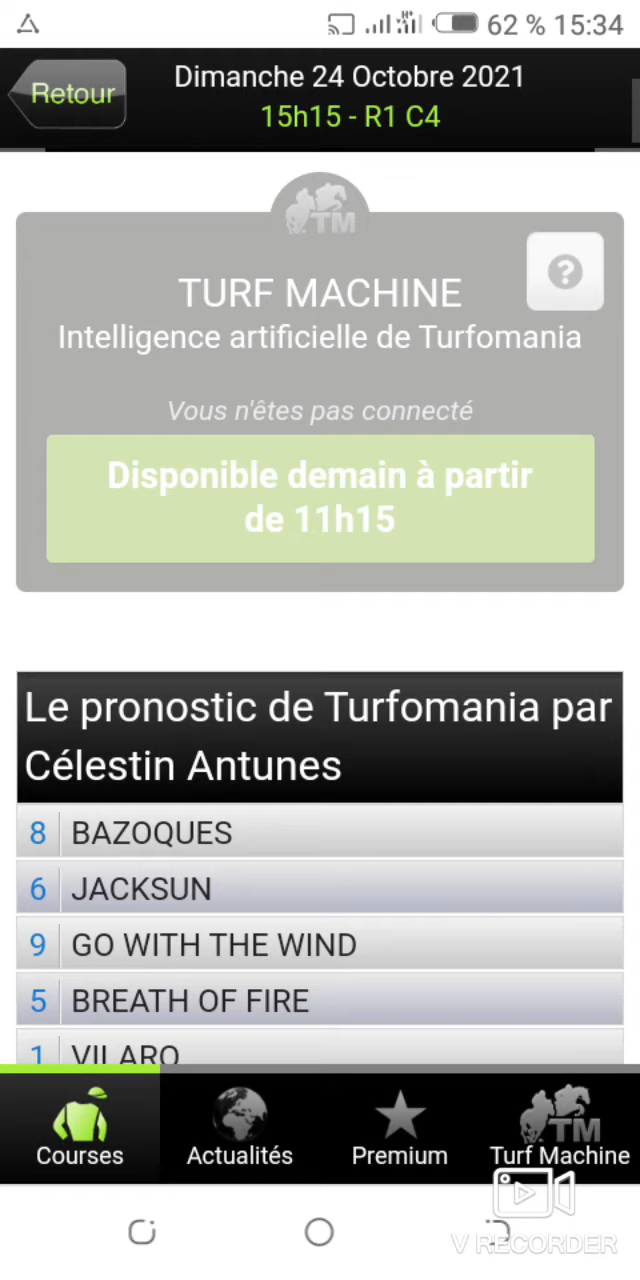 62 % 15:34
Retour
Dimanche 24 Octobre 2021
15h15 - R1 C4
TM
?
TURF MACHINE
Intelligence artificielle de Turfomania
Vous n'êtes pas connecté
Disponible demain à partir
de 11h15
Le pronostic de Turfomania par
Célestin Antunes
8 BAZOQUES
6 JACKSUN
9 GO WITH THE WIND
5 BREATH OF FIRE
1 VILARO
TM
Courses Actualités Premium Turf Machine
V RECORDER